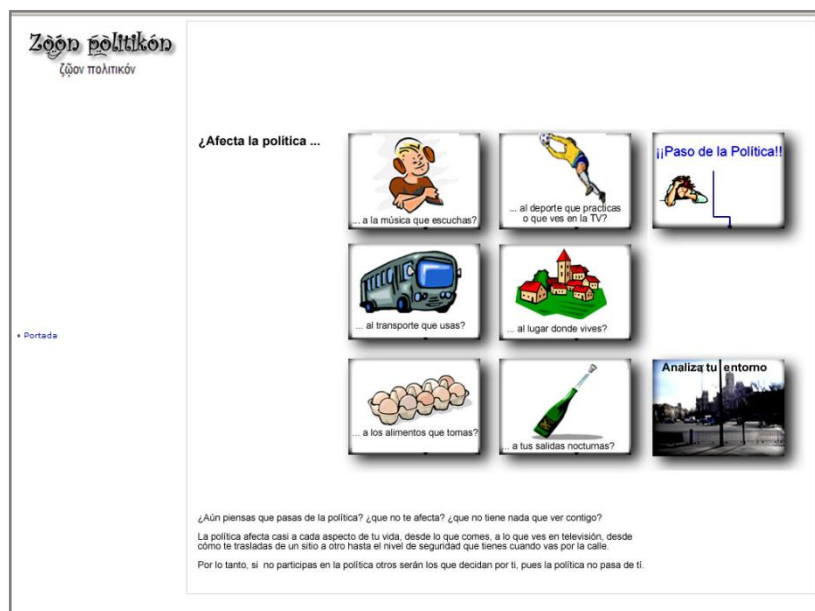 Zòón pòlitikón
ζῷον πολιτικόν
• Portada
¿Afecta la política ...
... a la música que escuchas?
... al deporte que practicas
o que ves en la TV?
¡¡Paso de la Política!!
... al transporte que usas?
... al lugar donde vives?
... a los alimentos que tomas?
... a tus salidas nocturnas?
Analiza tu entorno
¿Aún piensas que pasas de la política? ¿que no te afecta? ¿que no tiene nada que ver contigo?
La política afecta casi a cada aspecto de tu vida, desde lo que comes, a lo que ves en televisión, desde
cómo te trasladas de un sitio a otro hasta el nivel de seguridad que tienes cuando vas por la calle.
Por lo tanto, si no participas en la política otros serán los que decidan por ti, pues la política no pasa de tí.